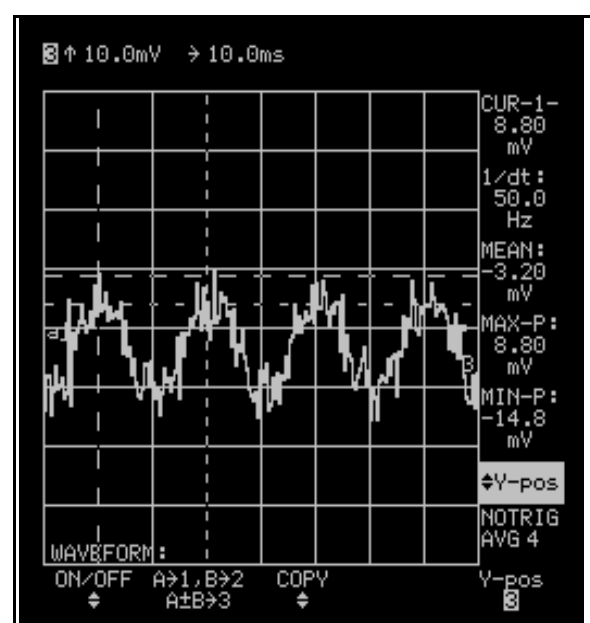 3↑10.0mV →10.0ms
CUR-1-
8.80
mV
1/dt:
50.0
Hz
MEAN:
-3.20
mV
MAX-P:
8.80
mV
MIN-P:
-14.8
mV
a
3
♦Y-pos
NOTRIG
AVG 4
WAVEFORM:
ON/OFF A→1,B→2 COPY Y-pos
♦ A±B→3 ♦ 3